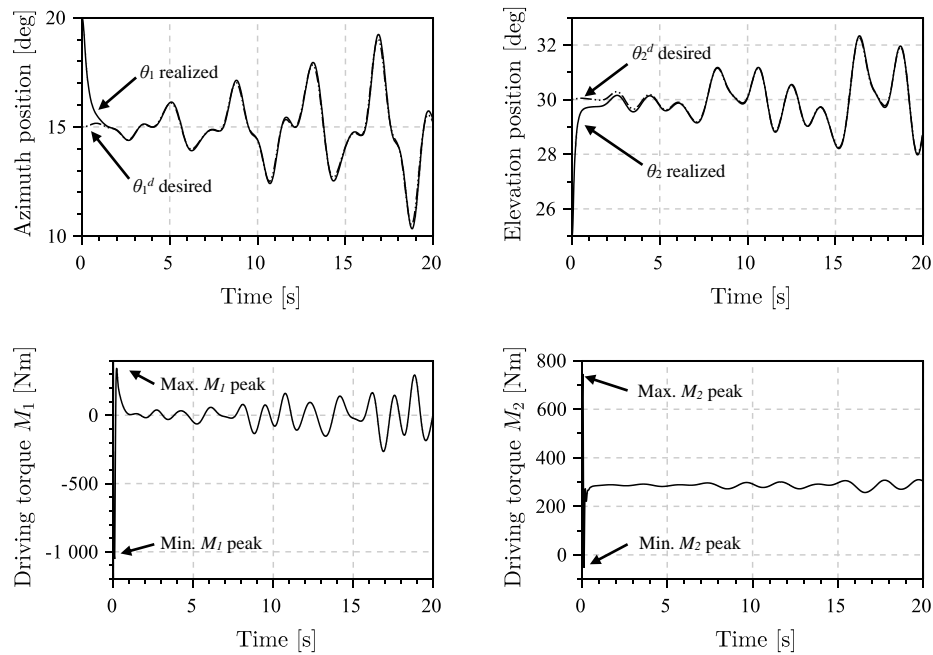 Azimuth position [deg]
20
15
10
θ₁ realized
θ₁ᵈ desired
0 5 10 15 20
Time [s]
Elevation position [deg]
32
30
28
26
θ₂ᵈ desired
θ₂ realized
0 5 10 15 20
Time [s]
Driving torque M₁ [Nm]
0
-500
-1 000
Max. M₁ peak
Min. M₁ peak
0 5 10 15 20
Time [s]
Driving torque M₂ [Nm]
800
600
400
200
0
Max. M₂ peak
Min. M₂ peak
0 5 10 15 20
Time [s]